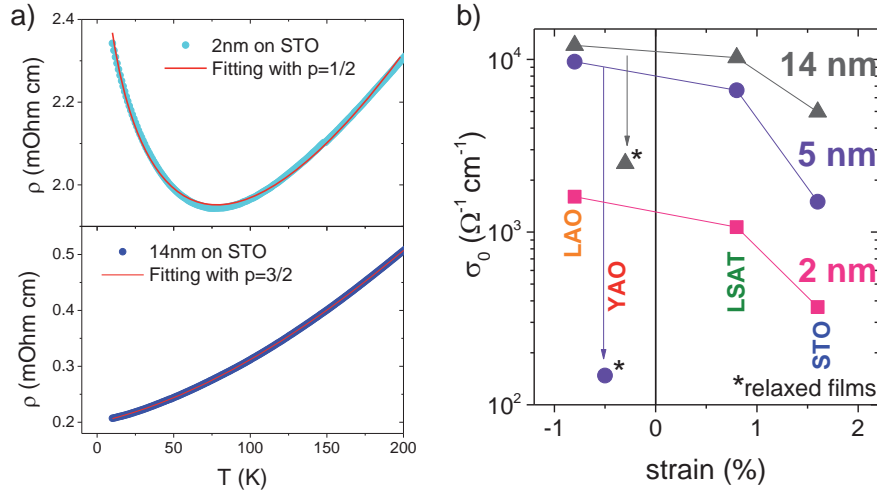 a)
2.4
2.2
2.0
ρ (mOhm cm)
2nm on STO
Fitting with p=1/2
0.5
0.4
0.3
0.2
ρ (mOhm cm)
14nm on STO
Fitting with p=3/2
0 50 100 150 200
T (K)
b)
10⁴
10³
10²
σ₀ (Ω⁻¹ cm⁻¹)
14 nm
5 nm
2 nm
*
*
LAO
YAO
LSAT
STO
*relaxed films
-1 0 1 2
strain (%)